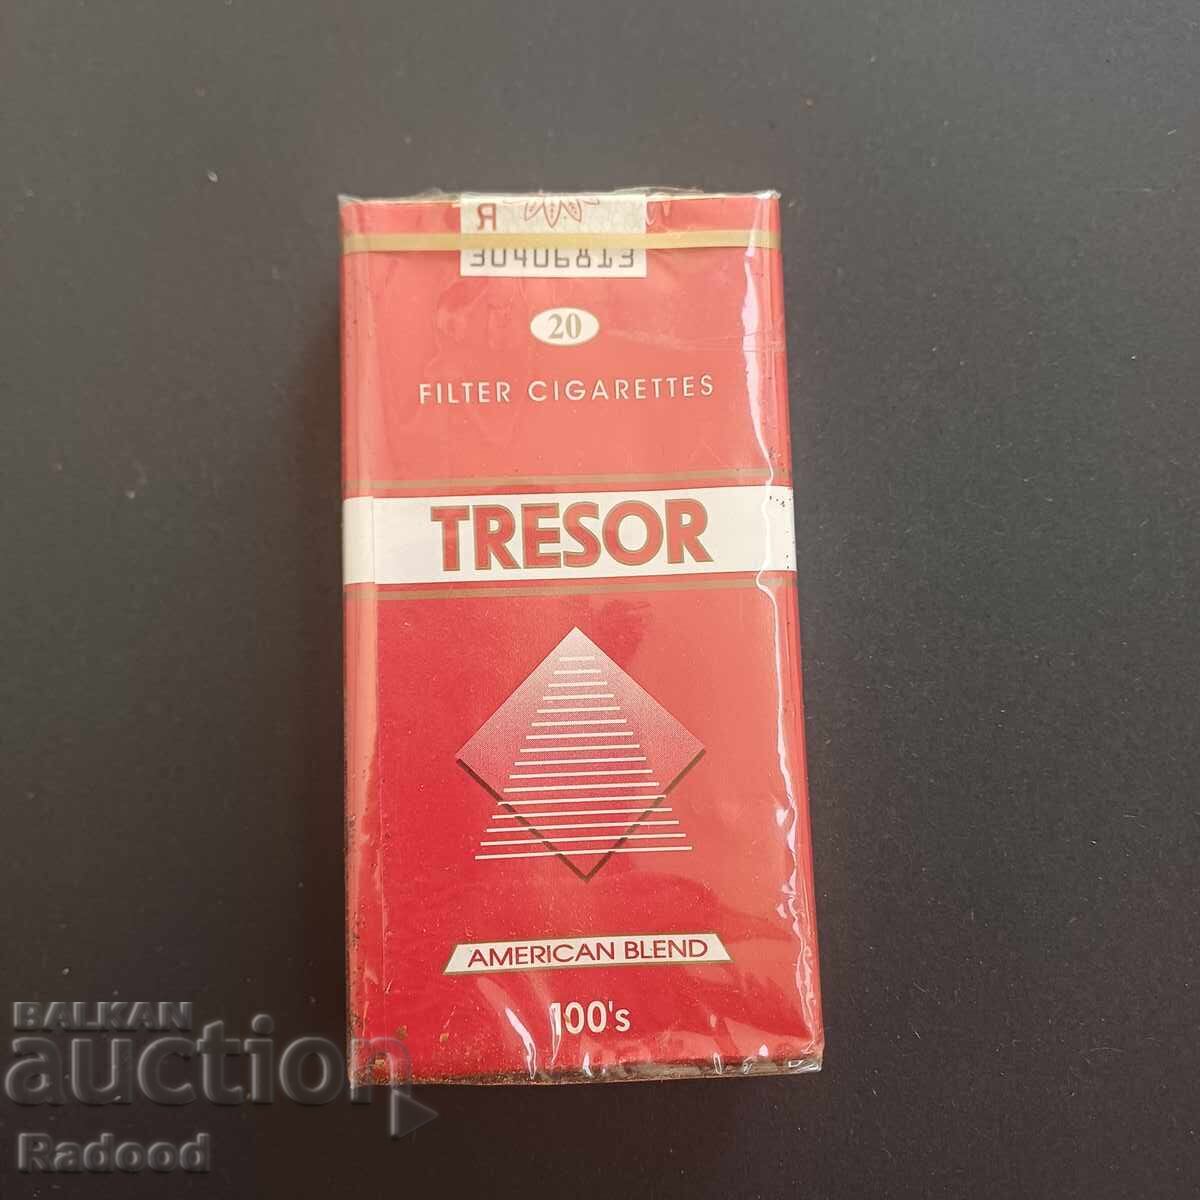 Я
30406813
20
FILTER CIGARETTES
TRESOR
AMERICAN BLEND
100's
BALKAN
auction
Radood